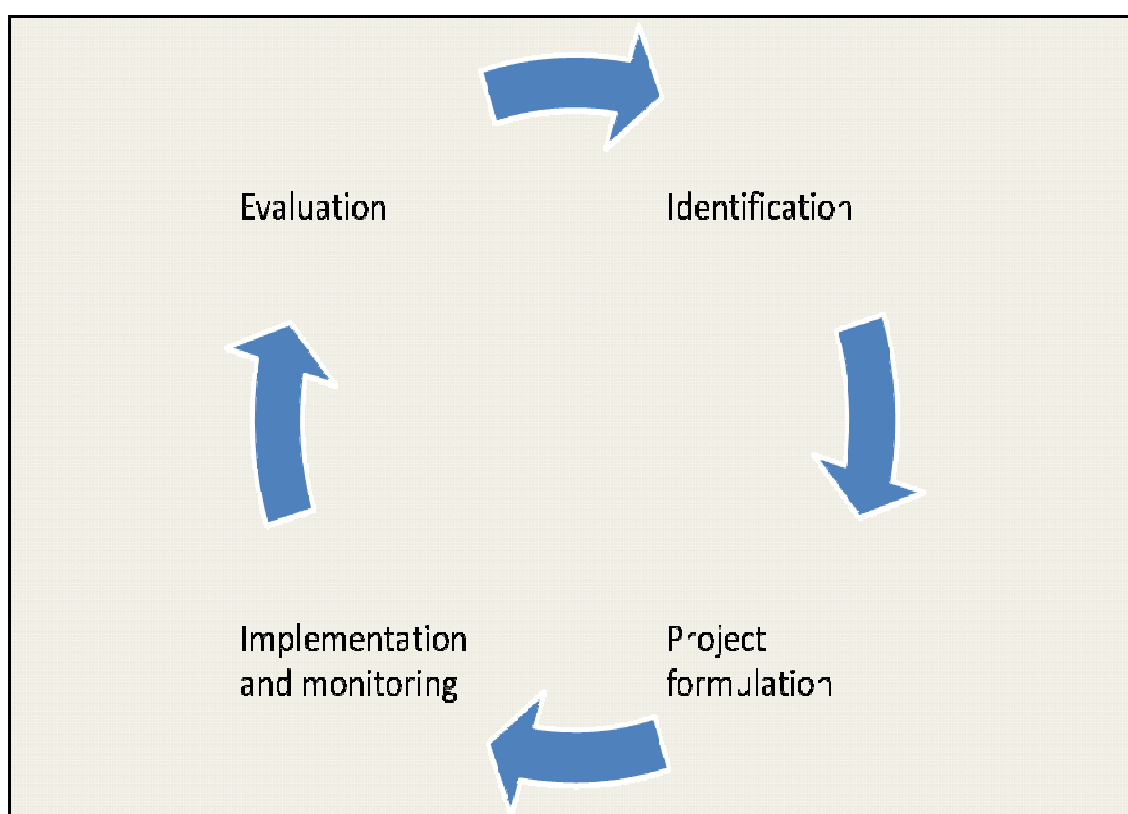 Evaluation
Identification
Implementation
and monitoring
Project
formulation